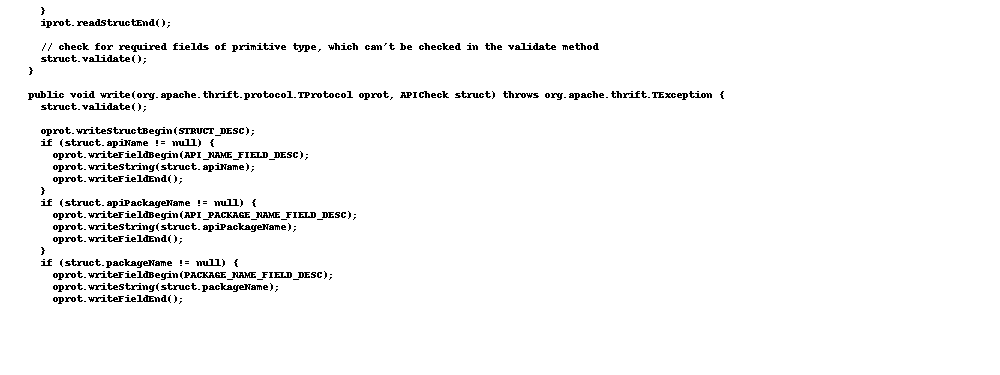 }
iprot.readStructEnd();
// check for required fields of primitive type, which can't be checked in the validate method
struct.validate();
}
public void write(org.apache.thrift.protocol.TProtocol oprot, APICheck struct) throws org.apache.thrift.TException {
struct.validate();
oprot.writeStructBegin(STRUCT_DESC);
if (struct.apiName != null) {
oprot.writeFieldBegin(API_NAME_FIELD_DESC);
oprot.writeString(struct.apiName);
oprot.writeFieldEnd();
}
if (struct.apiPackageName != null) {
oprot.writeFieldBegin(API_PACKAGE_NAME_FIELD_DESC);
oprot.writeString(struct.apiPackageName);
oprot.writeFieldEnd();
}
if (struct.packageName != null) {
oprot.writeFieldBegin(PACKAGE_NAME_FIELD_DESC);
oprot.writeString(struct.packageName);
oprot.writeFieldEnd();